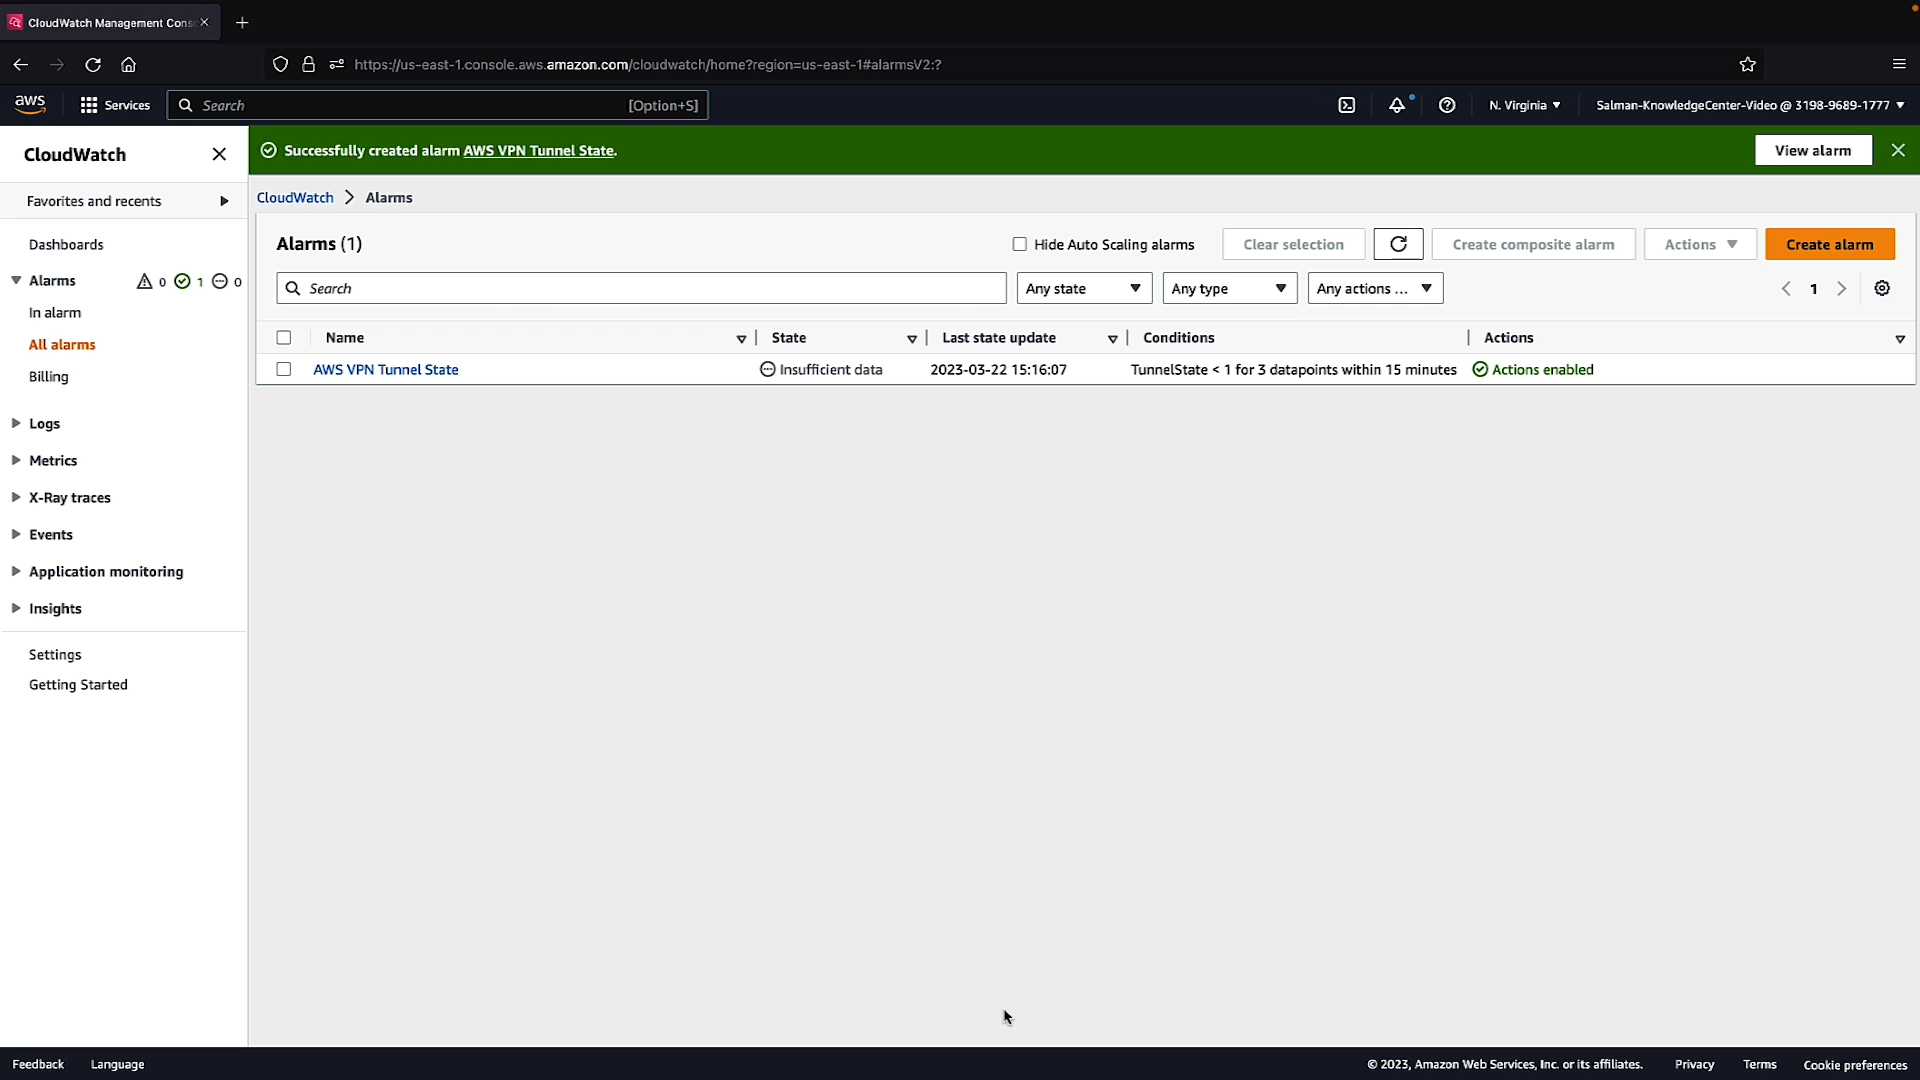 CloudWatch Management Cons
https://us-east-1.console.aws.amazon.com/cloudwatch/home?region=us-east-1#alarmsV2:?
aws Services Search [Option+S] N. Virginia Salman-KnowledgeCenter-Video @ 3198-9689-1777
CloudWatch
Favorites and recents
Dashboards
Alarms 0 1 0
In alarm
All alarms
Billing
Logs
Metrics
X-Ray traces
Events
Application monitoring
Insights
Settings
Getting Started
Successfully created alarm AWS VPN Tunnel State. View alarm
CloudWatch Alarms
Alarms (1) Hide Auto Scaling alarms Clear selection Create composite alarm Actions Create alarm
Search Any state Any type Any actions ... 1
Name State Last state update Conditions Actions
AWS VPN Tunnel State Insufficient data 2023-03-22 15:16:07 TunnelState < 1 for 3 datapoints within 15 minutes Actions enabled
Feedback Language © 2023, Amazon Web Services, Inc. or its affiliates. Privacy Terms Cookie preferences